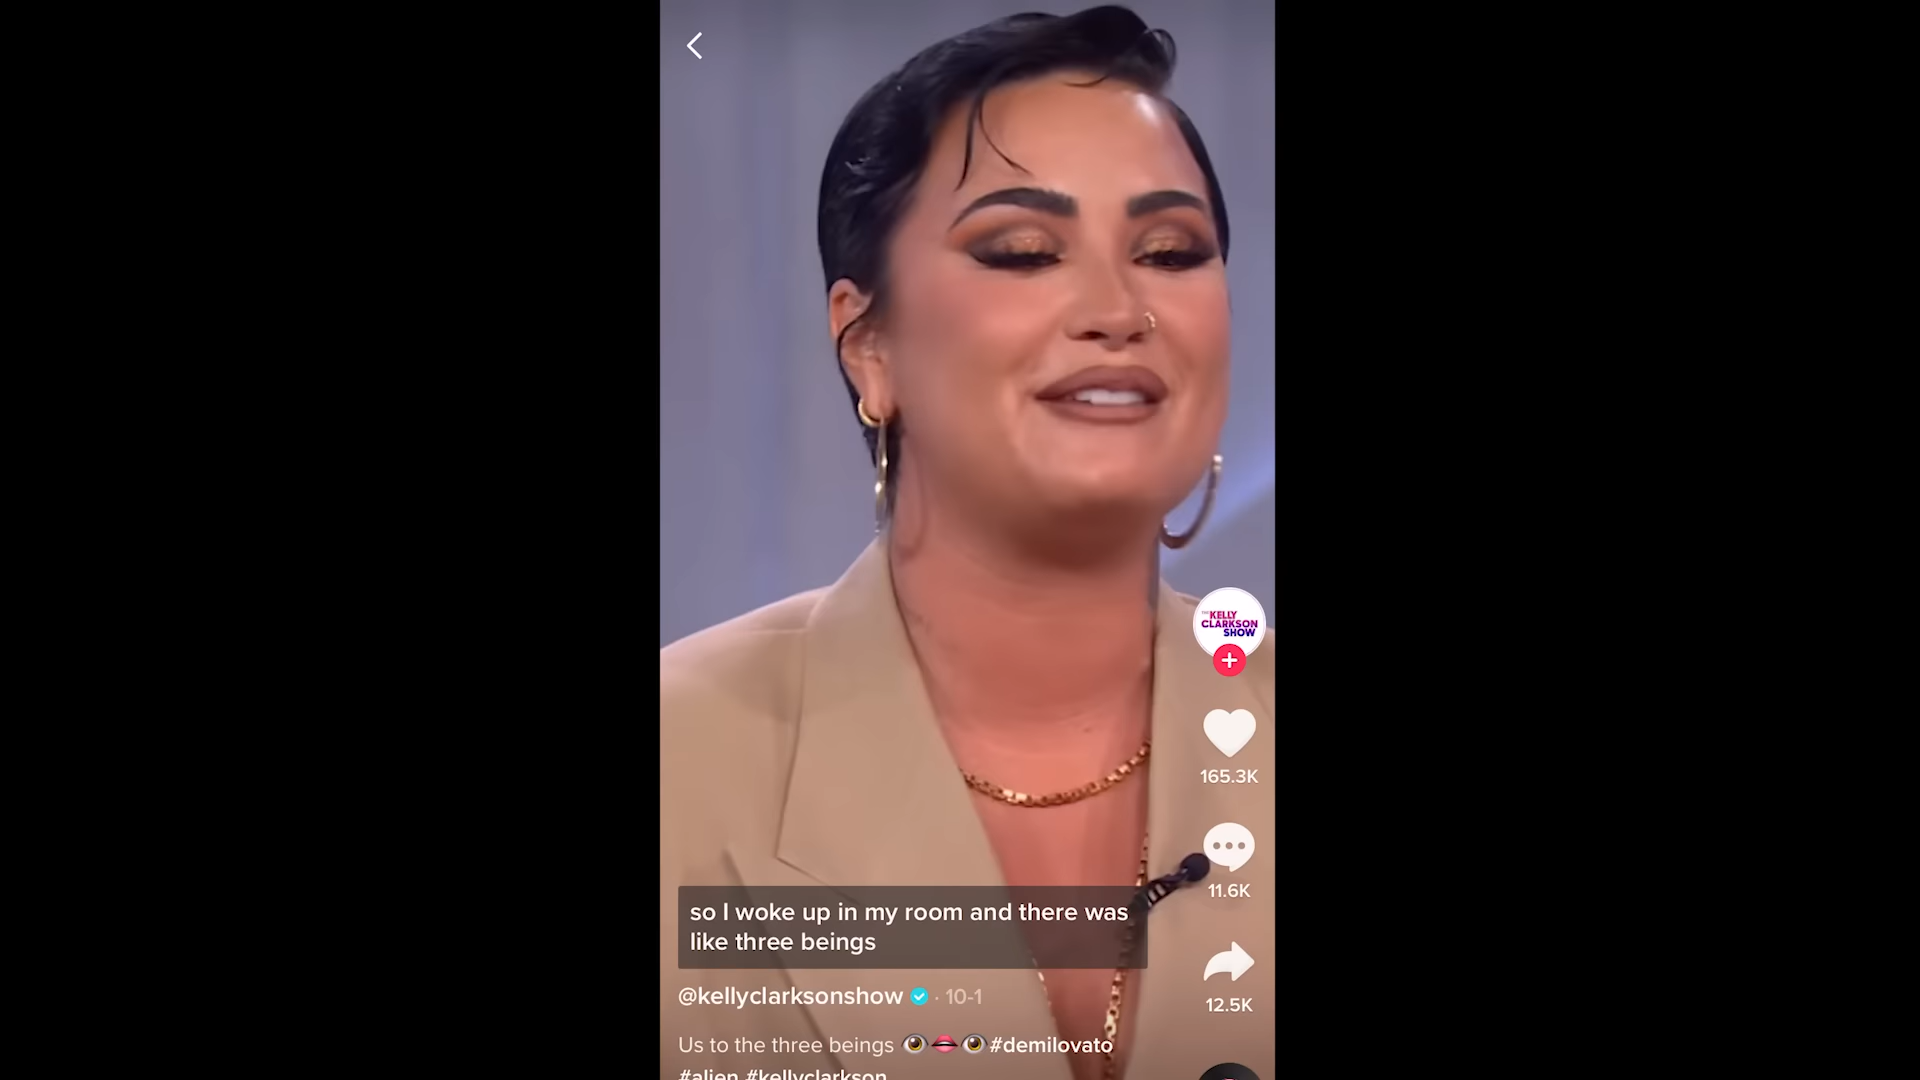 THE KELLY
CLARKSON
SHOW
165.3K
11.6K
so I woke up in my room and there was
like three beings
12.5K
@kellyclarksonshow · 10-1
Us to the three beings 👁️👄👁️#demilovato
#alien #kellyclarkson